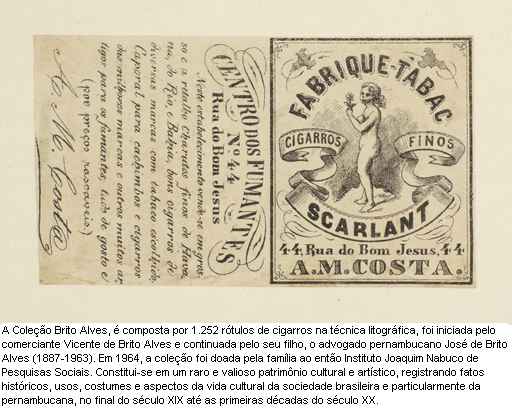 FABRIQUE-TABAC
CIGARROS FINOS
SCARLANT
44, Rua do Bom Jesus, 44
A. M. COSTA.
CENTRO DOS FUMANTES
Nº 44
Rua do Bom Jesus
Neste estabelecimento vende-se em gros-
so e a retalho Charutos finos de Hava-
na, do Rio, e Bahia, bons cigarros de
diversas marcas com tabaco escolhido,
Caporal para cachimbos e cigarros
das milhores marcas e outros muitos ar
tigos para os fumantes, tudo de gosto e
(por preços rasoaveis.)
A. M. Costa
A Coleção Brito Alves, é composta por 1.252 rótulos de cigarros na técnica litográfica, foi iniciada pelo
comerciante Vicente de Brito Alves e continuada pelo seu filho, o advogado pernambucano José de Brito
Alves (1887-1963). Em 1964, a coleção foi doada pela família ao então Instituto Joaquim Nabuco de
Pesquisas Sociais. Constitui-se em um raro e valioso patrimônio cultural e artístico, registrando fatos
históricos, usos, costumes e aspectos da vida cultural da sociedade brasileira e particularmente da
pernambucana, no final do século XIX até as primeiras décadas do século XX.